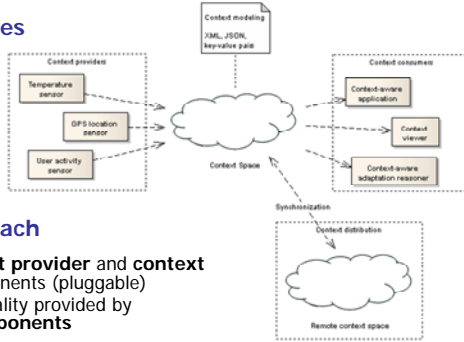 es
Context modeling
XML, JSON,
key-value pairs
Context providers
Temperature
sensor
GPS location
sensor
User activity
sensor
Context Space
Context consumers
Context-aware
application
Context
viewer
Context-aware
adaptation reasoner
Synchronization
Context distribution
Remote context space
ach
t provider and context
nents (pluggable)
ality provided by
ponents